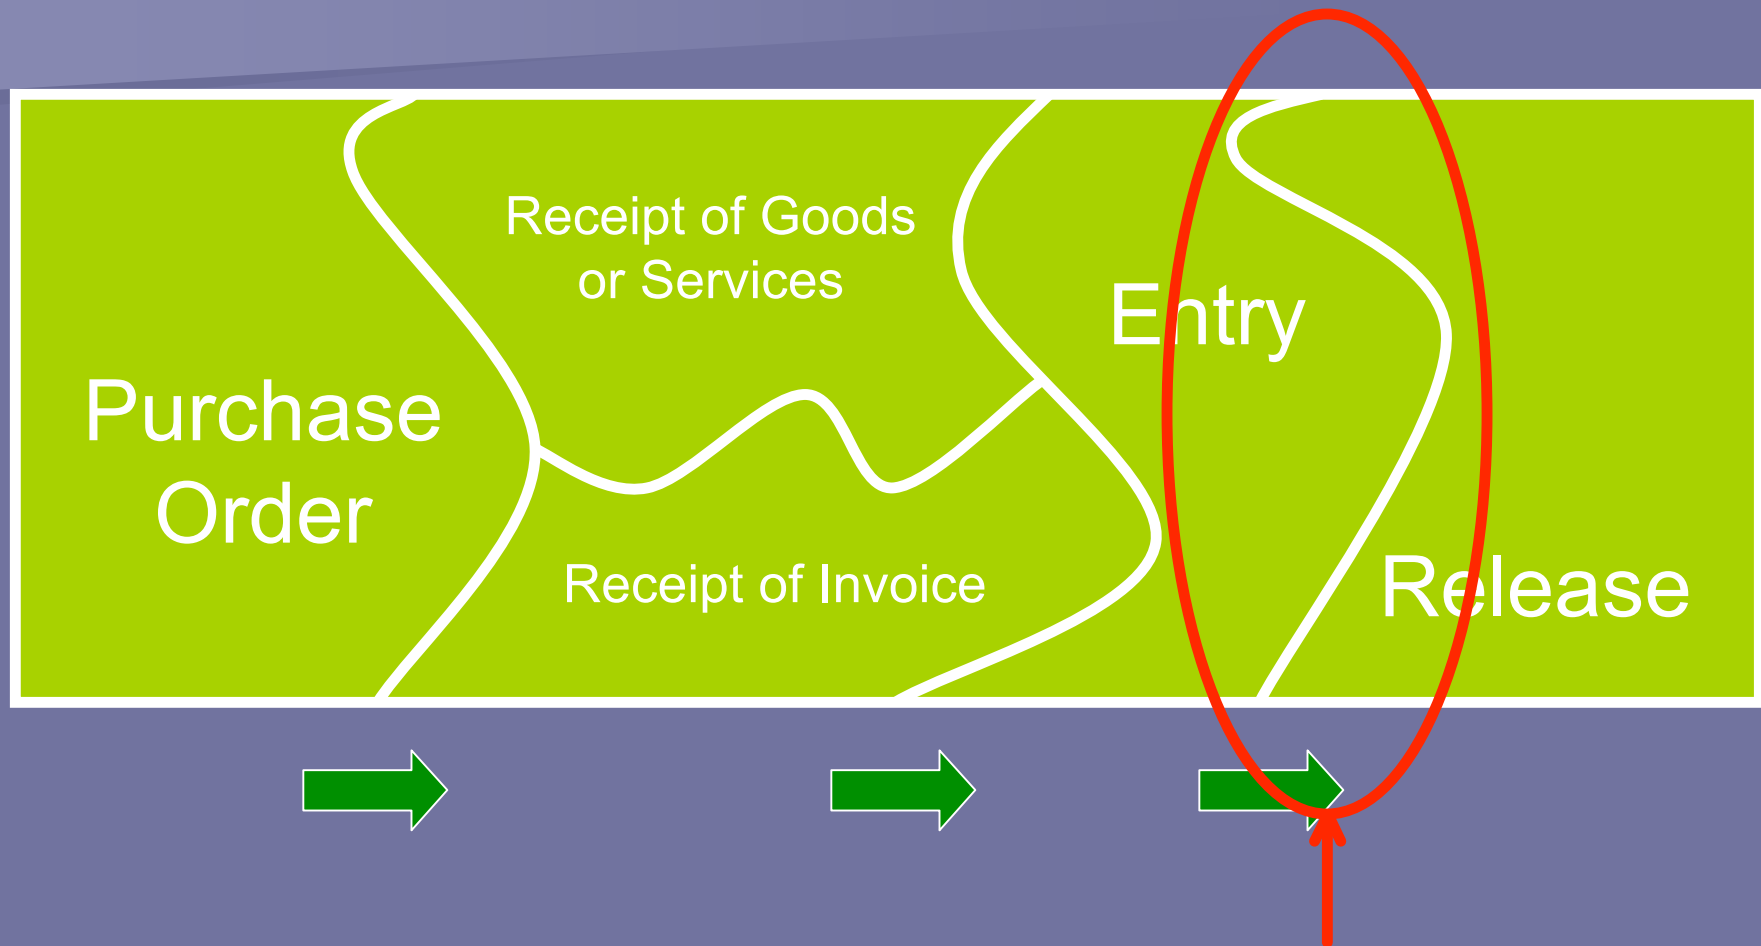 Purchase
Order
Receipt of Goods
or Services
Receipt of Invoice
Entry
Release